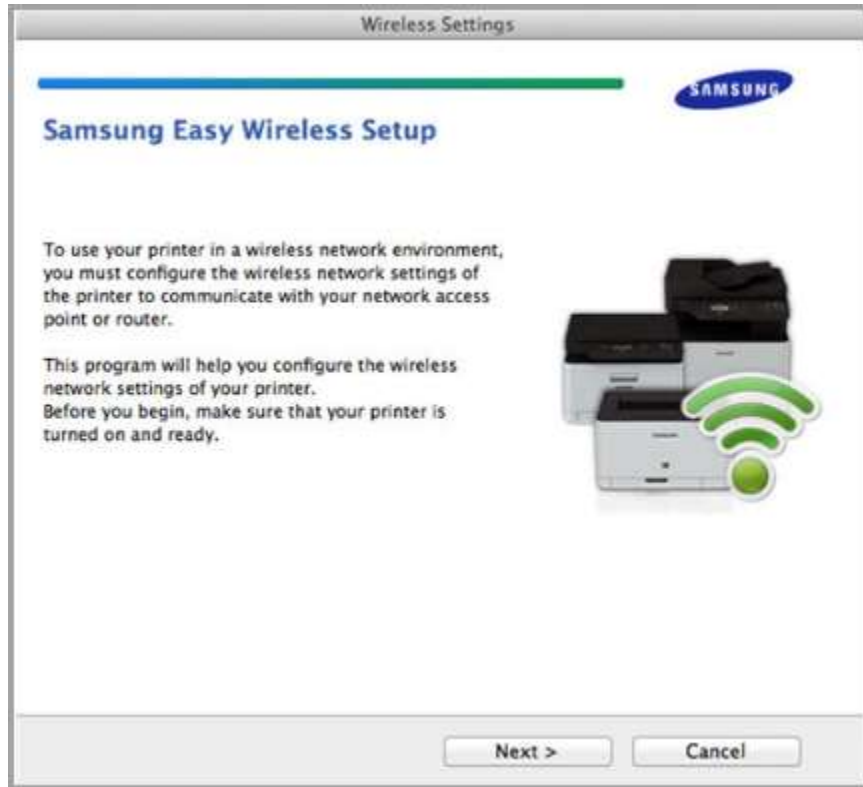 Wireless Settings
SAMSUNG
Samsung Easy Wireless Setup
To use your printer in a wireless network environment,
you must configure the wireless network settings of
the printer to communicate with your network access
point or router.
This program will help you configure the wireless
network settings of your printer.
Before you begin, make sure that your printer is
turned on and ready.
Next >
Cancel